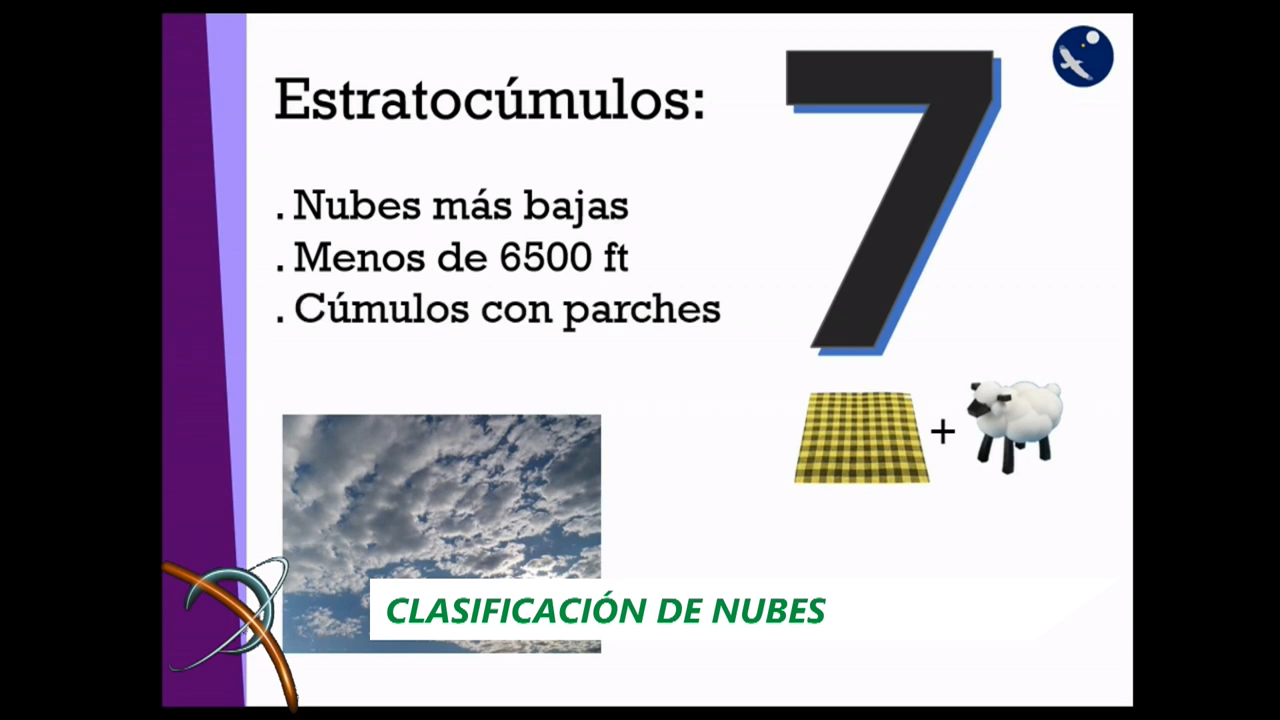 Estratocúmulos:
7
. Nubes más bajas
. Menos de 6500 ft
. Cúmulos con parches
+
CLASIFICACIÓN DE NUBES